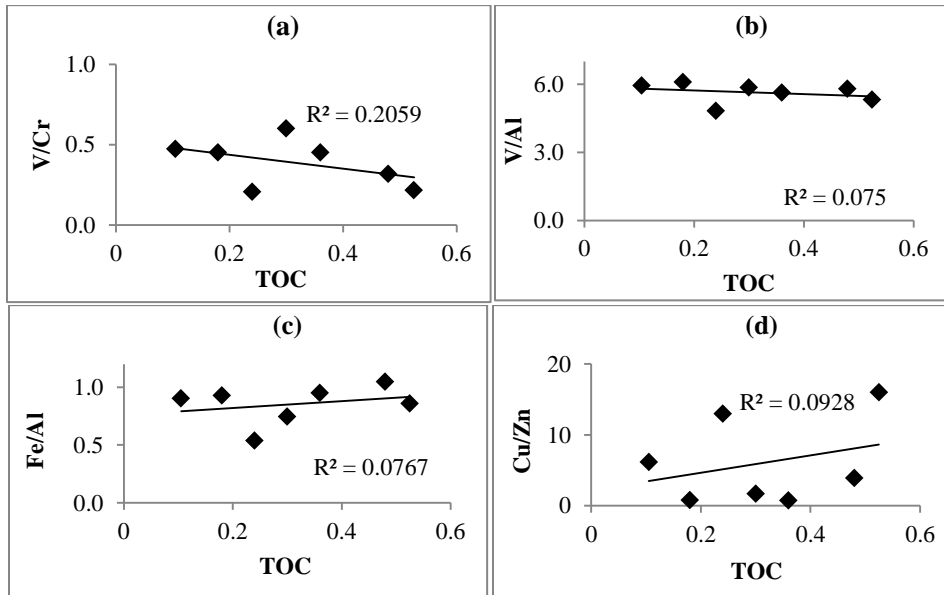 (a)
V/Cr
1.0
0.5
0.0
R² = 0.2059
0
0.2
0.4
0.6
TOC
(b)
V/Al
6.0
3.0
0.0
R² = 0.075
0
0.2
0.4
0.6
TOC
(c)
Fe/Al
1.0
0.5
0.0
R² = 0.0767
0
0.2
0.4
0.6
TOC
(d)
Cu/Zn
20
10
0
R² = 0.0928
0
0.2
0.4
0.6
TOC